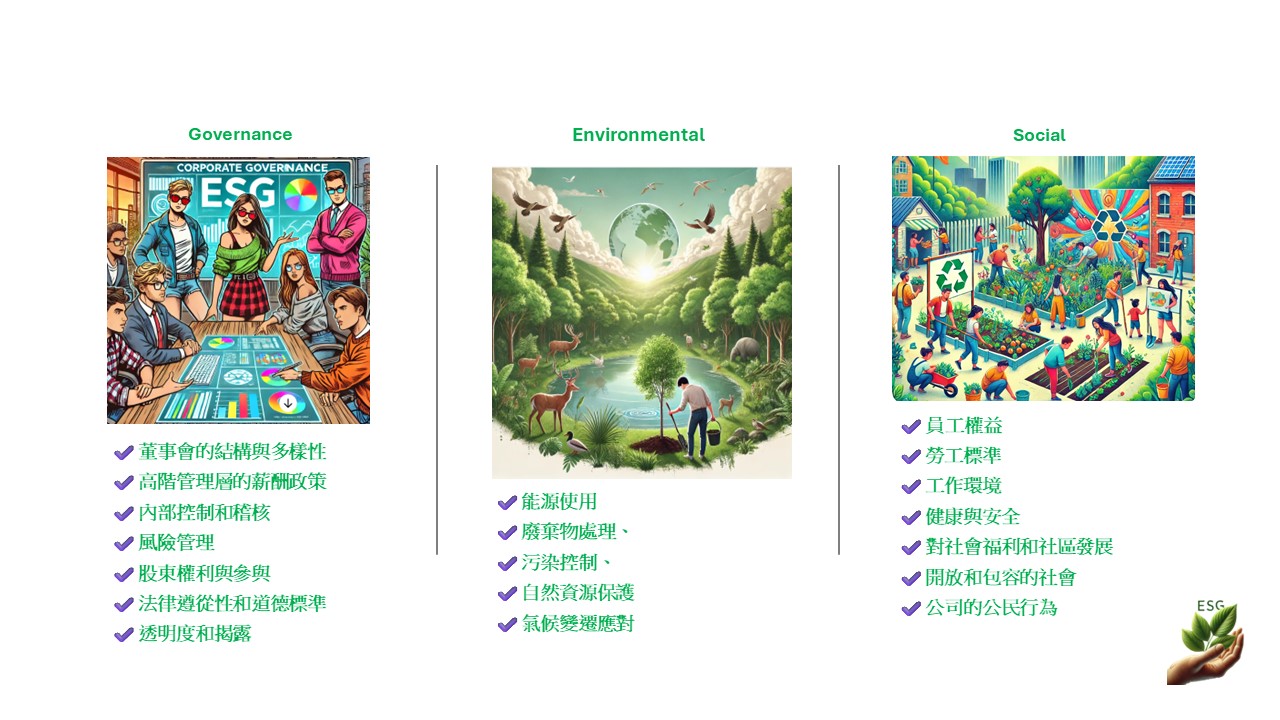 Governance
CORPORATE GOVERNANCE
ESG
董事會的結構與多樣性
高階管理層的薪酬政策
內部控制和稽核
風險管理
股東權利與參與
法律遵從性和道德標準
透明度和揭露
Environmental
能源使用
廢棄物處理、
污染控制、
自然資源保護
氣候變遷應對
Social
員工權益
勞工標準
工作環境
健康與安全
對社會福利和社區發展
開放和包容的社會
公司的公民行為
ESG